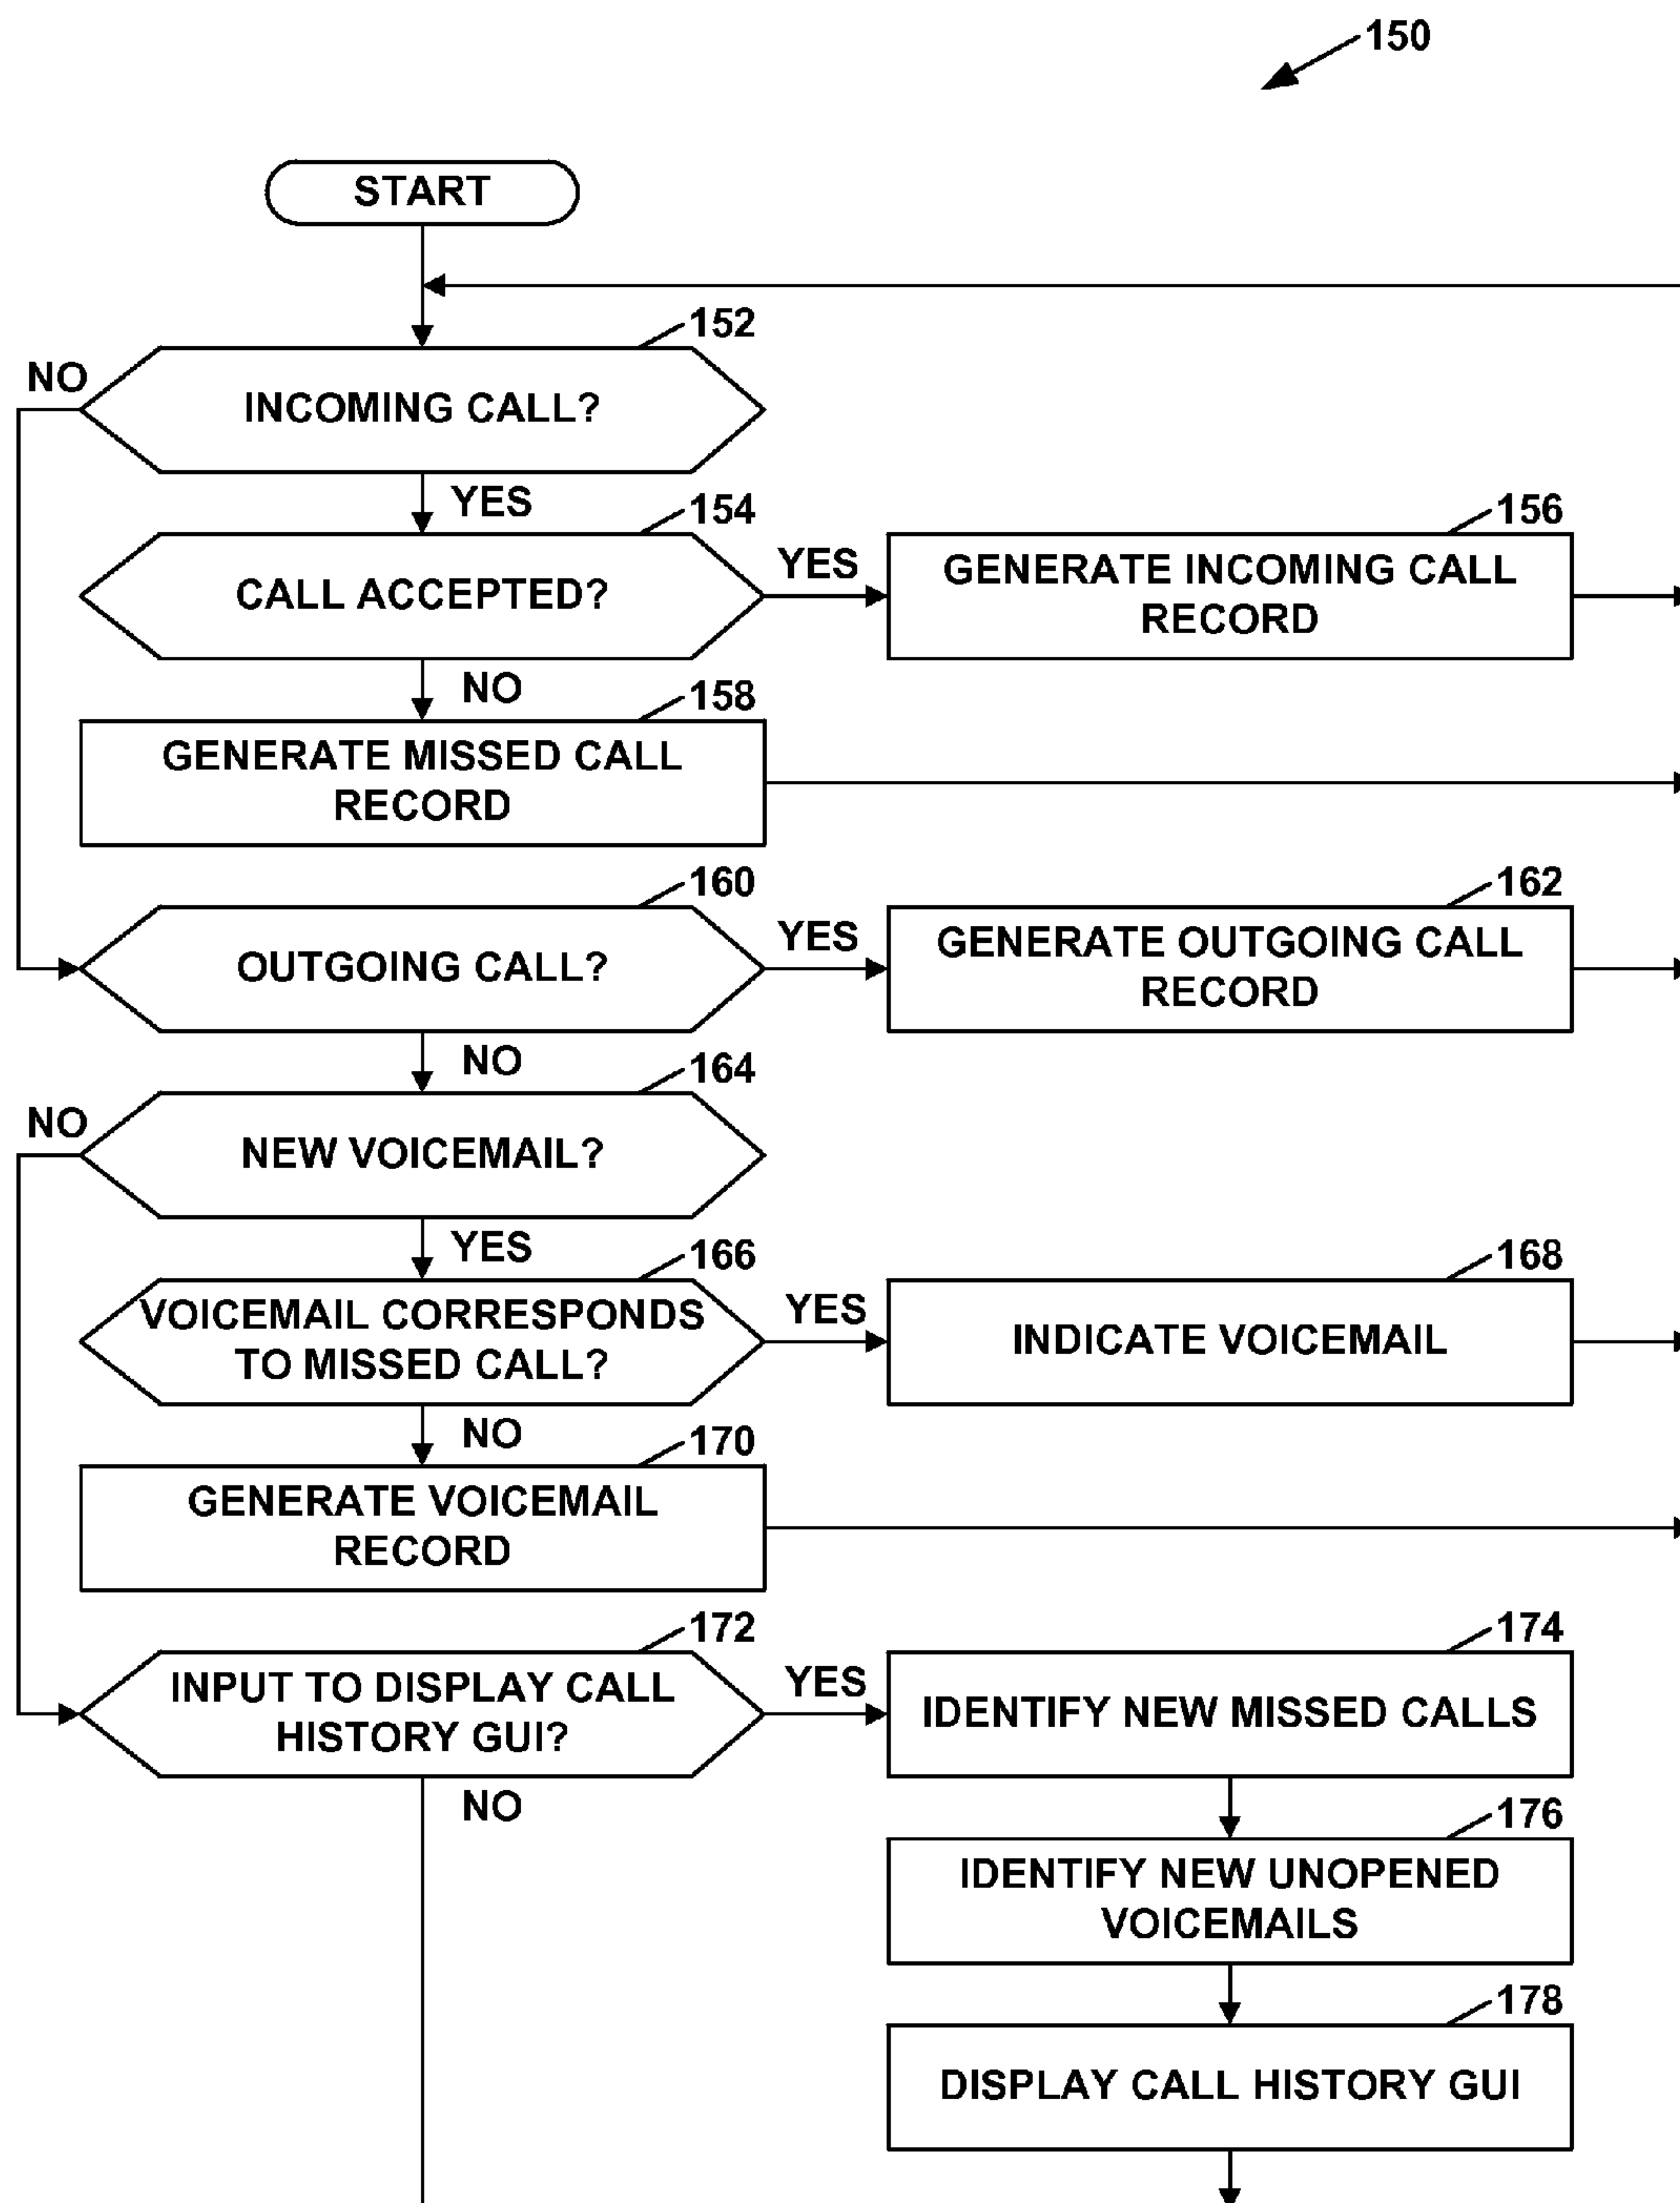 150
START
152
NO
INCOMING CALL?
YES
154
156
CALL ACCEPTED?
YES
GENERATE INCOMING CALL
RECORD
NO
158
GENERATE MISSED CALL
RECORD
160
162
OUTGOING CALL?
YES
GENERATE OUTGOING CALL
RECORD
NO
164
NO
NEW VOICEMAIL?
YES
166
168
VOICEMAIL CORRESPONDS
TO MISSED CALL?
YES
INDICATE VOICEMAIL
NO
170
GENERATE VOICEMAIL
RECORD
172
174
INPUT TO DISPLAY CALL
HISTORY GUI?
YES
IDENTIFY NEW MISSED CALLS
NO
176
IDENTIFY NEW UNOPENED
VOICEMAILS
178
DISPLAY CALL HISTORY GUI